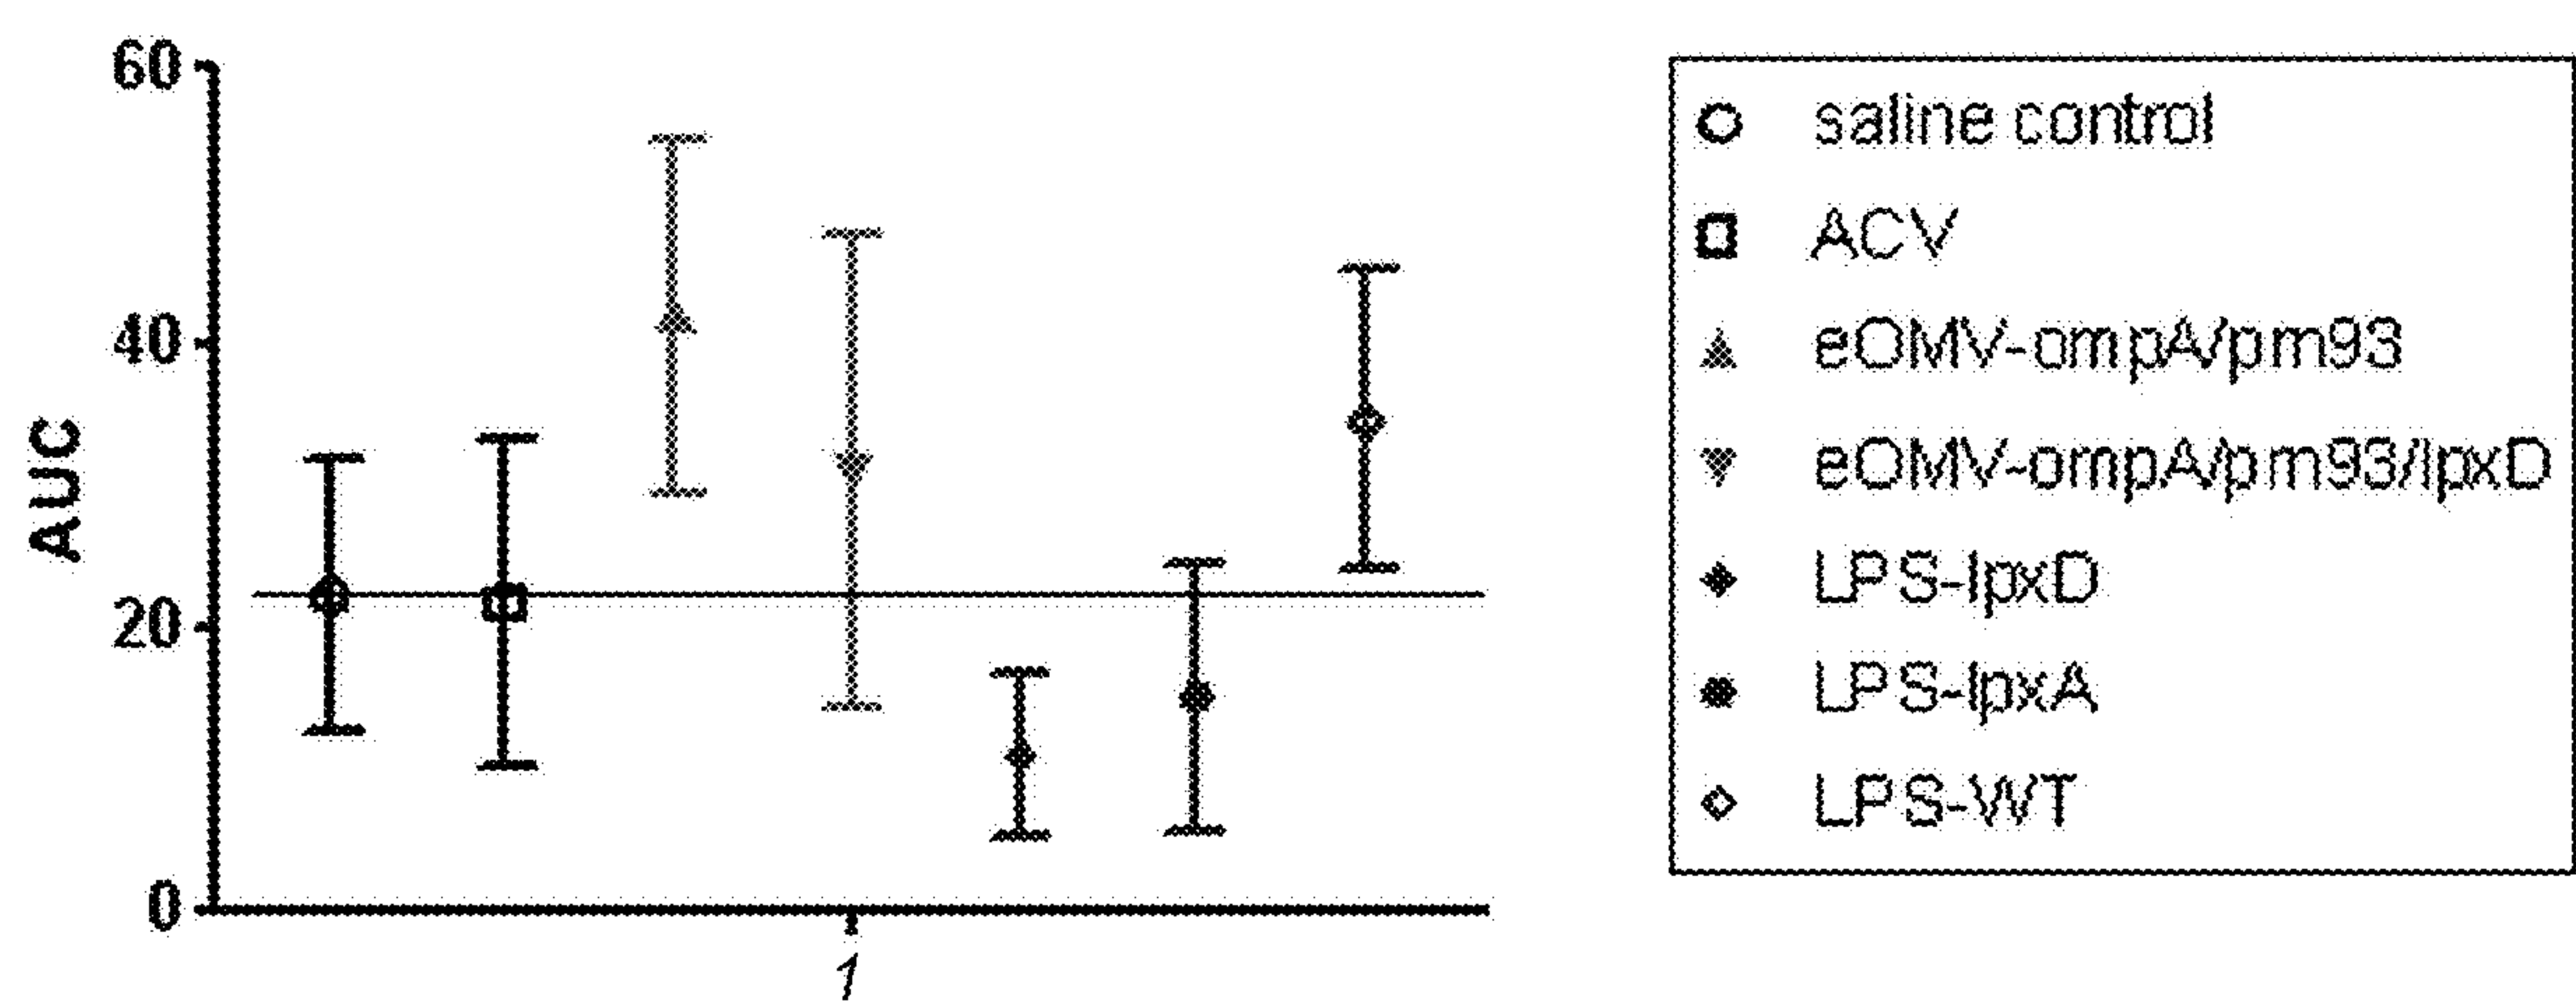 60
40
20
0
AUC
1
saline control
ACV
eOMV-ompA/pm93
eOMV-ompA/pm93/lpxD
LPS-lpxD
LPS-lpxA
LPS-WT